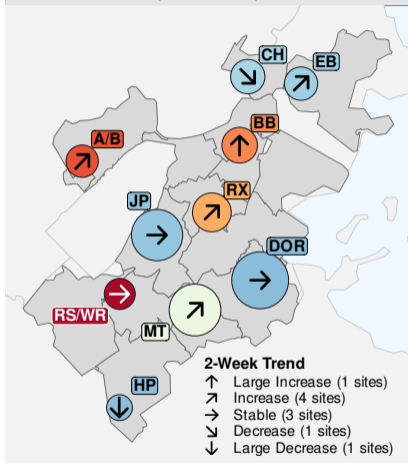 CH
EB
BB
A/B
RX
JP
DOR
RS/WR
MT
HP
2-Week Trend
↑ Large Increase (1 sites)
↗ Increase (4 sites)
→ Stable (3 sites)
↘ Decrease (1 sites)
↓ Large Decrease (1 sites)